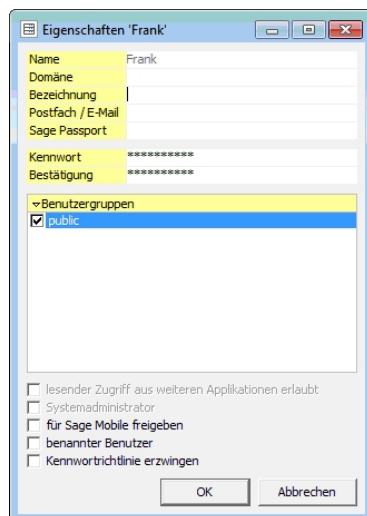 Eigenschaften 'Frank'
Name Frank
Domäne
Bezeichnung
Postfach / E-Mail
Sage Passport
Kennwort **********
Bestätigung **********
Benutzergruppen
public
lesender Zugriff aus weiteren Applikationen erlaubt
Systemadministrator
für Sage Mobile freigeben
benannter Benutzer
Kennwortrichtlinie erzwingen
OK Abbrechen